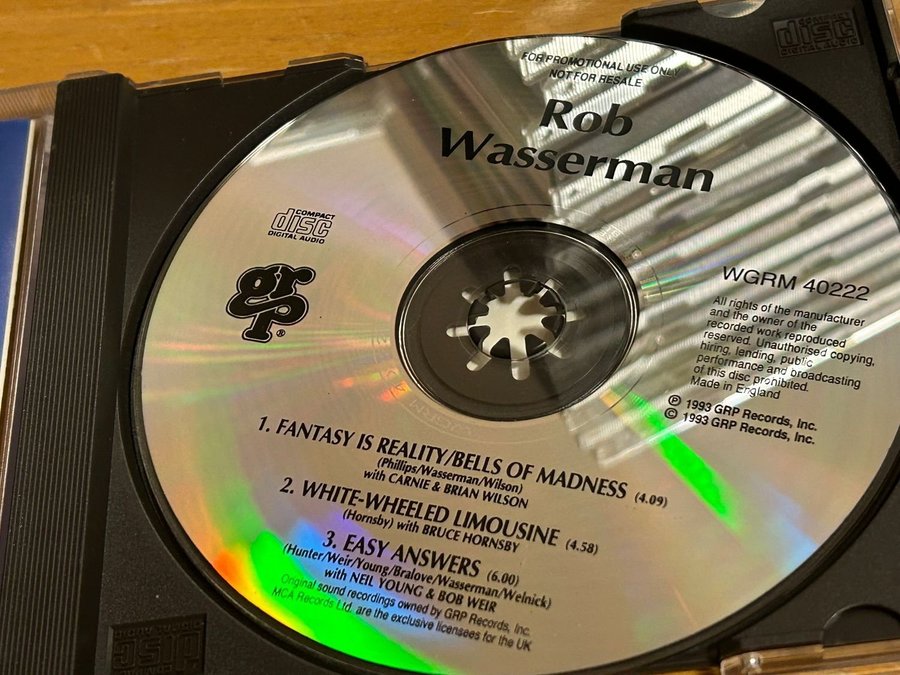 FOR PROMOTIONAL USE ONLY
NOT FOR RESALE
Rob
Wasserman
COMPACT
disc
DIGITAL AUDIO
grp®
WGRM 40222
All rights of the manufacturer
and the owner of the
recorded work reproduced
reserved. Unauthorised copying,
hiring, lending, public
performance and broadcasting
of this disc prohibited.
Made in England
℗ 1993 GRP Records, Inc.
© 1993 GRP Records, Inc.
1. FANTASY IS REALITY/BELLS OF MADNESS (4.09)
(Phillips/Wasserman/Wilson)
with CARNIE & BRIAN WILSON
2. WHITE-WHEELED LIMOUSINE (4.58)
(Hornsby) with BRUCE HORNSBY
3. EASY ANSWERS (6.00)
(Hunter/Weir/Young/Bralove/Wasserman/Welnick)
with NEIL YOUNG & BOB WEIR
Original sound recordings owned by GRP Records, Inc.
MCA Records Ltd. are the exclusive licensees for the UK
COMPACT
disc
DIGITAL AUDIO
disc